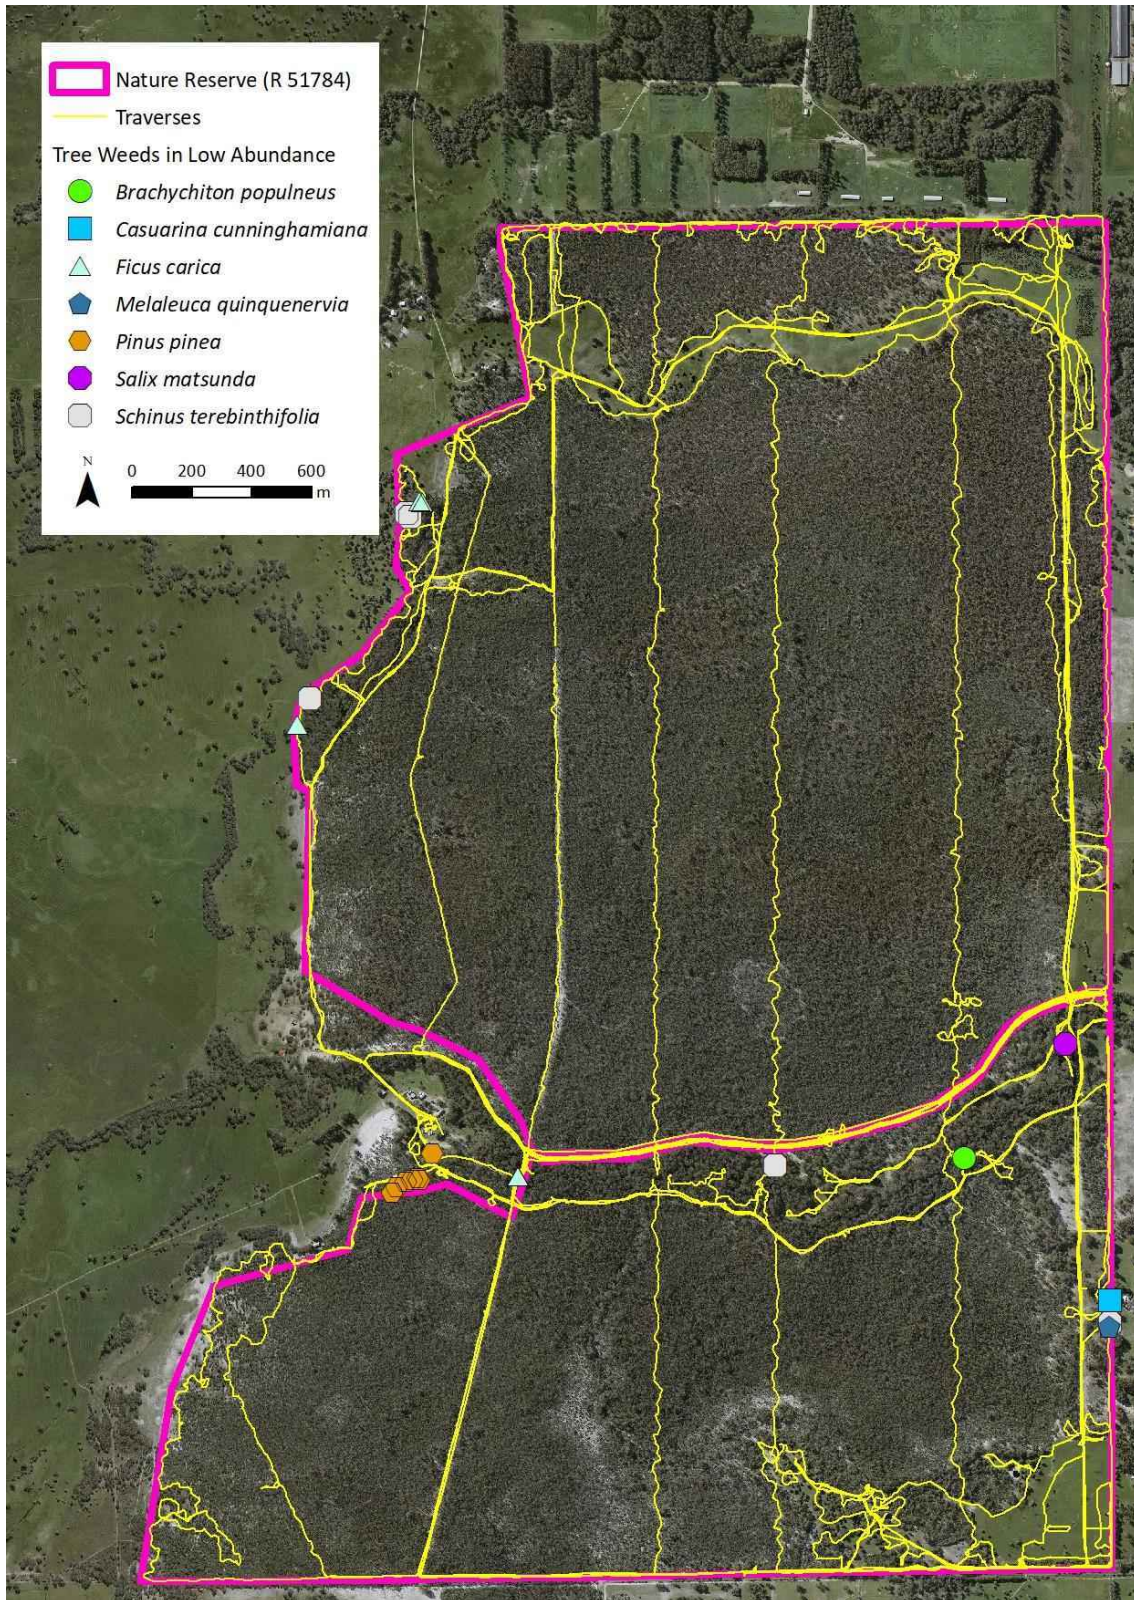 Nature Reserve (R 51784)
Traverses
Tree Weeds in Low Abundance
Brachychiton populneus
Casuarina cunninghamiana
Ficus carica
Melaleuca quinquenervia
Pinus pinea
Salix matsunda
Schinus terebinthifolia
N
0 200 400 600
m